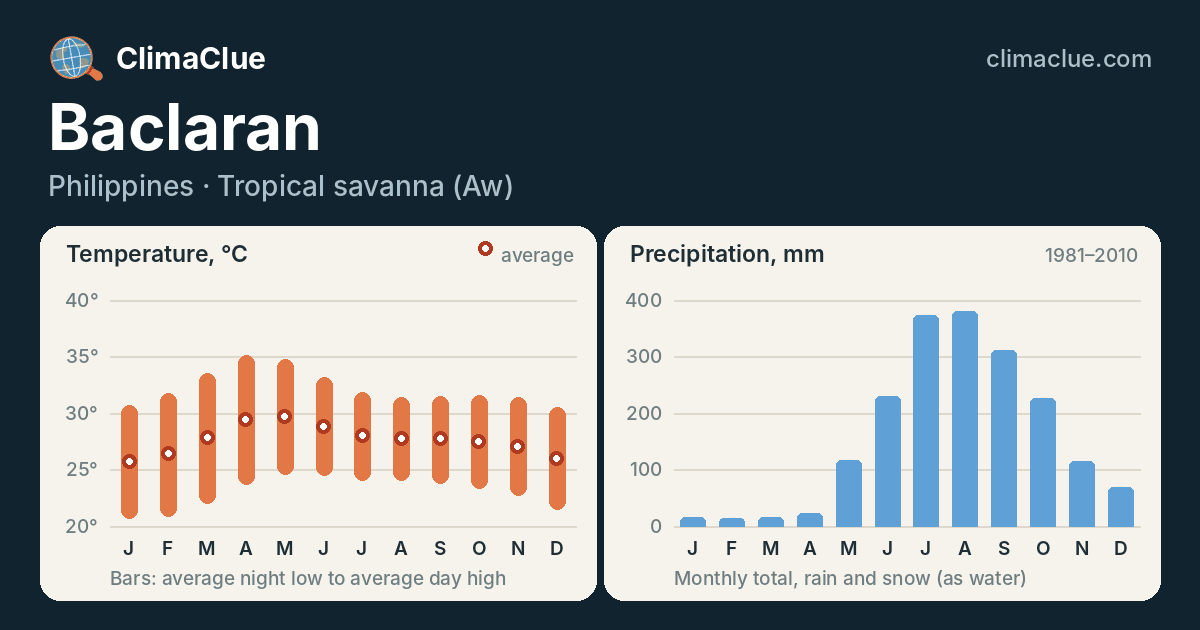 ClimaClue
climaclue.com
Baclaran
Philippines · Tropical savanna (Aw)
Temperature, °C
average
40°
35°
30°
25°
20°
J F M A M J J A S O N D
Bars: average night low to average day high
Precipitation, mm
1981–2010
400
300
200
100
0
J F M A M J J A S O N D
Monthly total, rain and snow (as water)